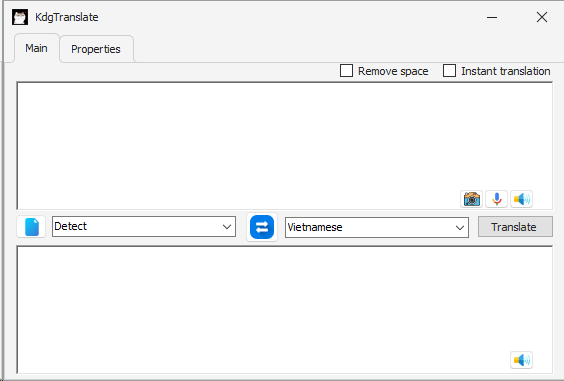 KdgTranslate
Main
Properties
Remove space
Instant translation
Detect
Vietnamese
Translate